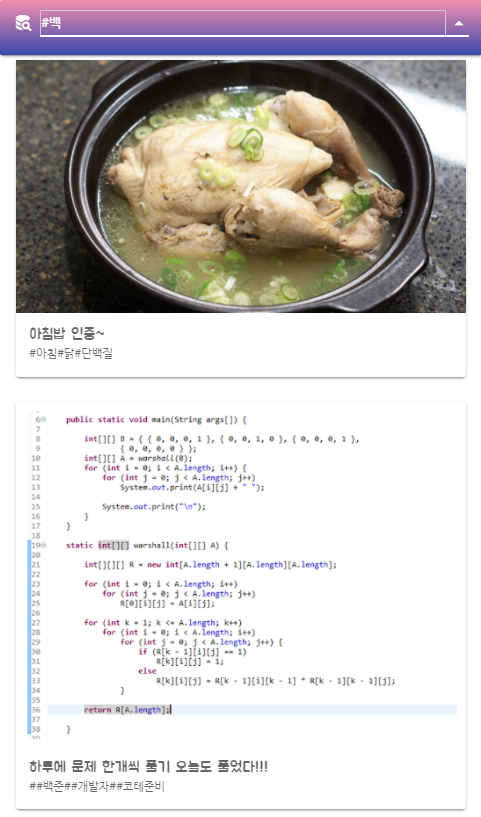 #백
아침밥 인증~
#아침#닭#단백질
6 public static void main(String args[]) {
7
8 int[][] B = { { 0, 0, 0, 1 }, { 0, 0, 1, 0 }, { 0, 0, 0, 1 },
9 { 0, 0, 0, 0 } };
10 int[][] A = warshall(B);
11 for (int i = 0; i < A.length; i++) {
12 for (int j = 0; j < A.length; j++)
13 System.out.print(A[i][j] + " ");
14
15 System.out.print("\n");
16 }
17 }
18
19 static int[][] warshall(int[][] A) {
20
21 int[][][] R = new int[A.length + 1][A.length][A.length];
22
23 for (int i = 0; i < A.length; i++)
24 for (int j = 0; j < A.length; j++)
25 R[0][i][j] = A[i][j];
26
27 for (int k = 1; k <= A.length; k++)
28 for (int i = 0; i < A.length; i++)
29 for (int j = 0; j < A.length; j++) {
30 if (R[k - 1][i][j] == 1)
31 R[k][i][j] = 1;
32 else
33 R[k][i][j] = R[k - 1][i][k - 1] * R[k - 1][k - 1][j];
34 }
35
36 return R[A.length];
37
38 }
하루에 문제 한개씩 풀기 오늘도 풀었다!!!
##백준##개발자##코테준비